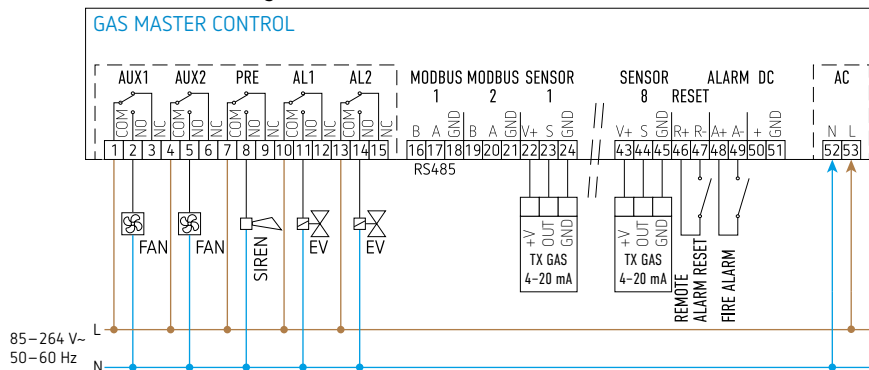 GAS MASTER CONTROL
AUX1 AUX2 PRE AL1 AL2 MODBUS MODBUS SENSOR SENSOR ALARM DC AC
1 2 1 8 RESET
COM NO NC COM NO NC COM NO NC COM NO NC COM NO NC B A GND B A GND V+ S GND V+ S GND R+ R- A+ A- + GND N L
1 2 3 4 5 6 7 8 9 10 11 12 13 14 15 16 17 18 19 20 21 22 23 24 43 44 45 46 47 48 49 50 51 52 53
RS485
FAN FAN SIREN EV EV
+V OUT GND +V OUT GND
TX GAS TX GAS
4-20 mA 4-20 mA
REMOTE
ALARM RESET
FIRE ALARM
85–264 V~ L
50–60 Hz
N